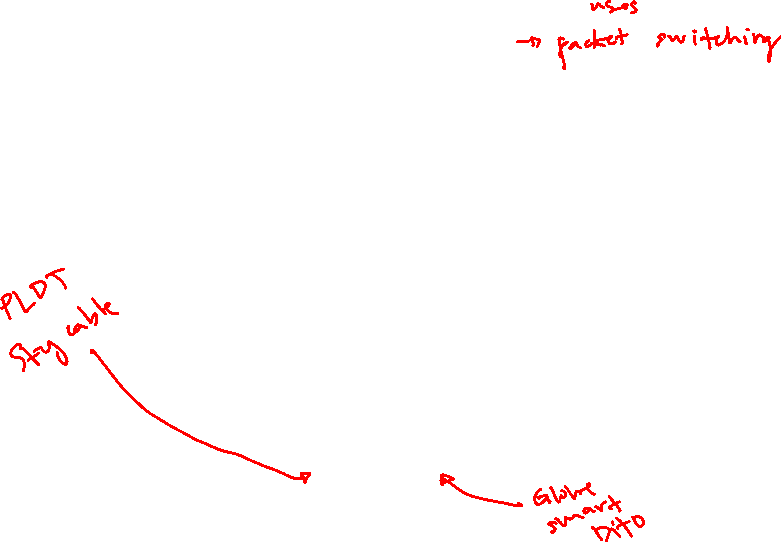 uses
→ packet switching
PLDT
Sky cable
Globe
smart
DITO